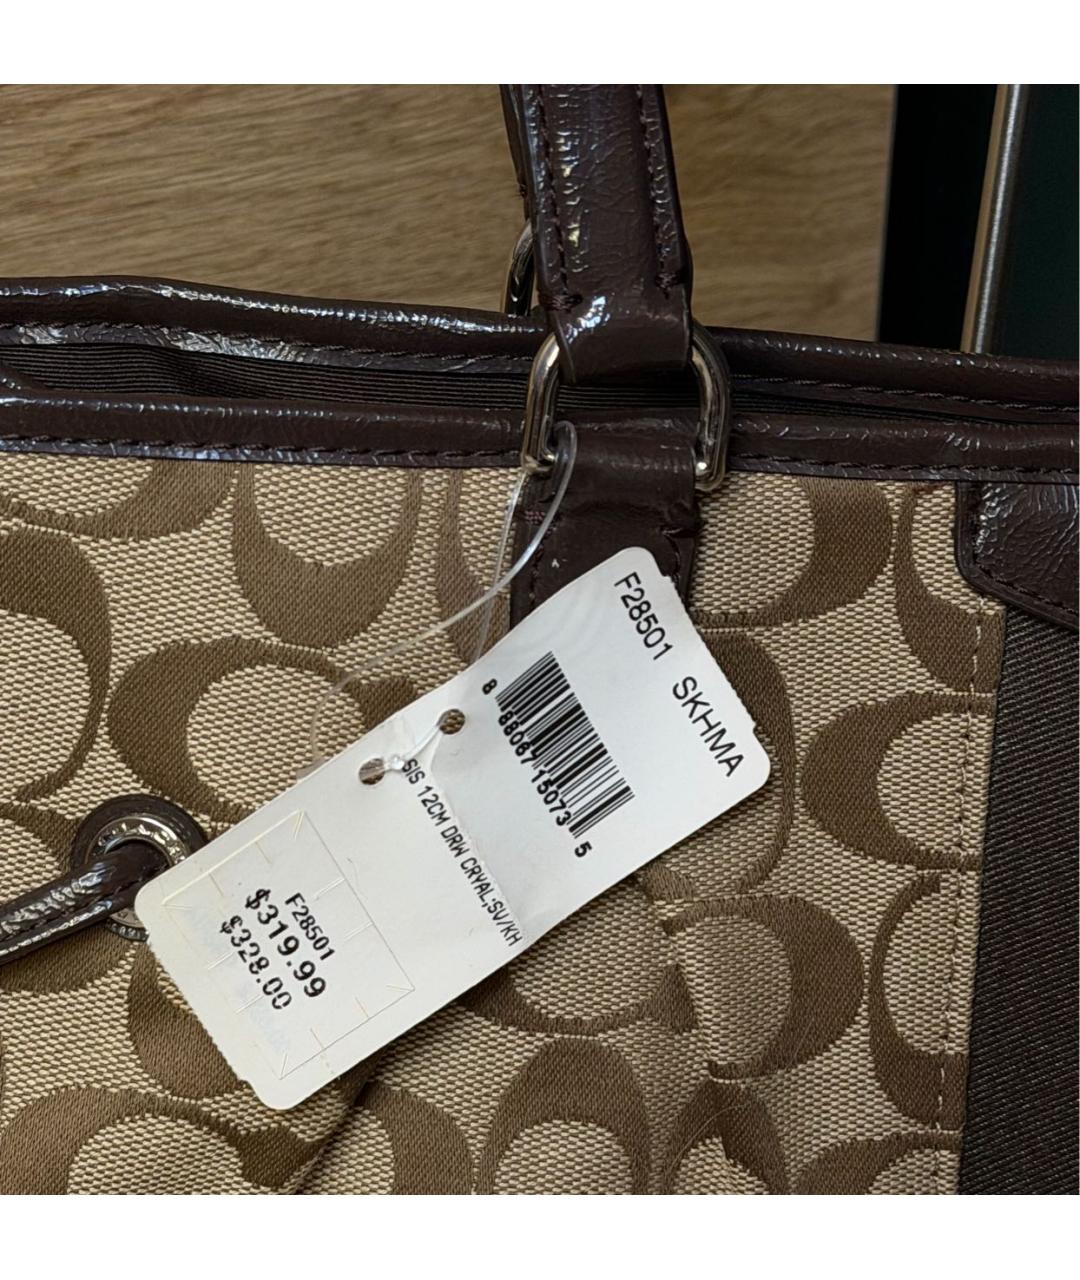 F28501 SKHMA
8 88067 15073 5
SIS 12CM DRW CRYAL;SV/KH
F28501
$319.99
$328.00